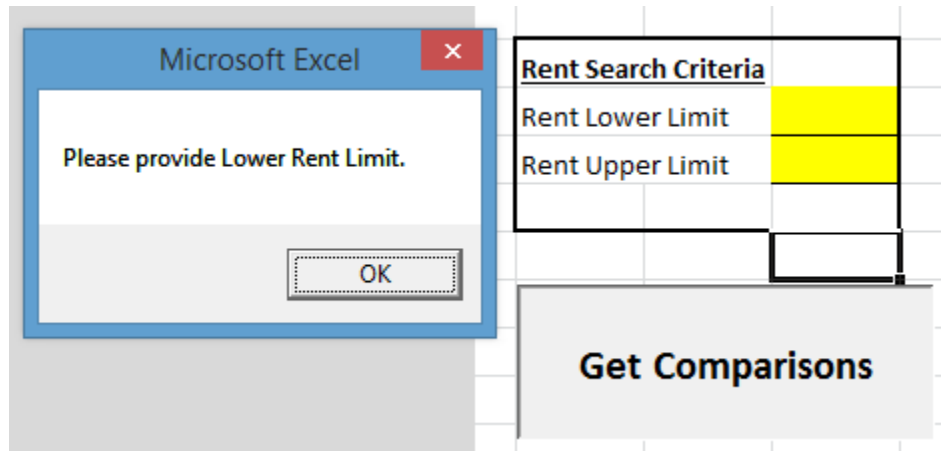 Microsoft Excel
Please provide Lower Rent Limit.
OK
Rent Search Criteria
Rent Lower Limit
Rent Upper Limit
Get Comparisons